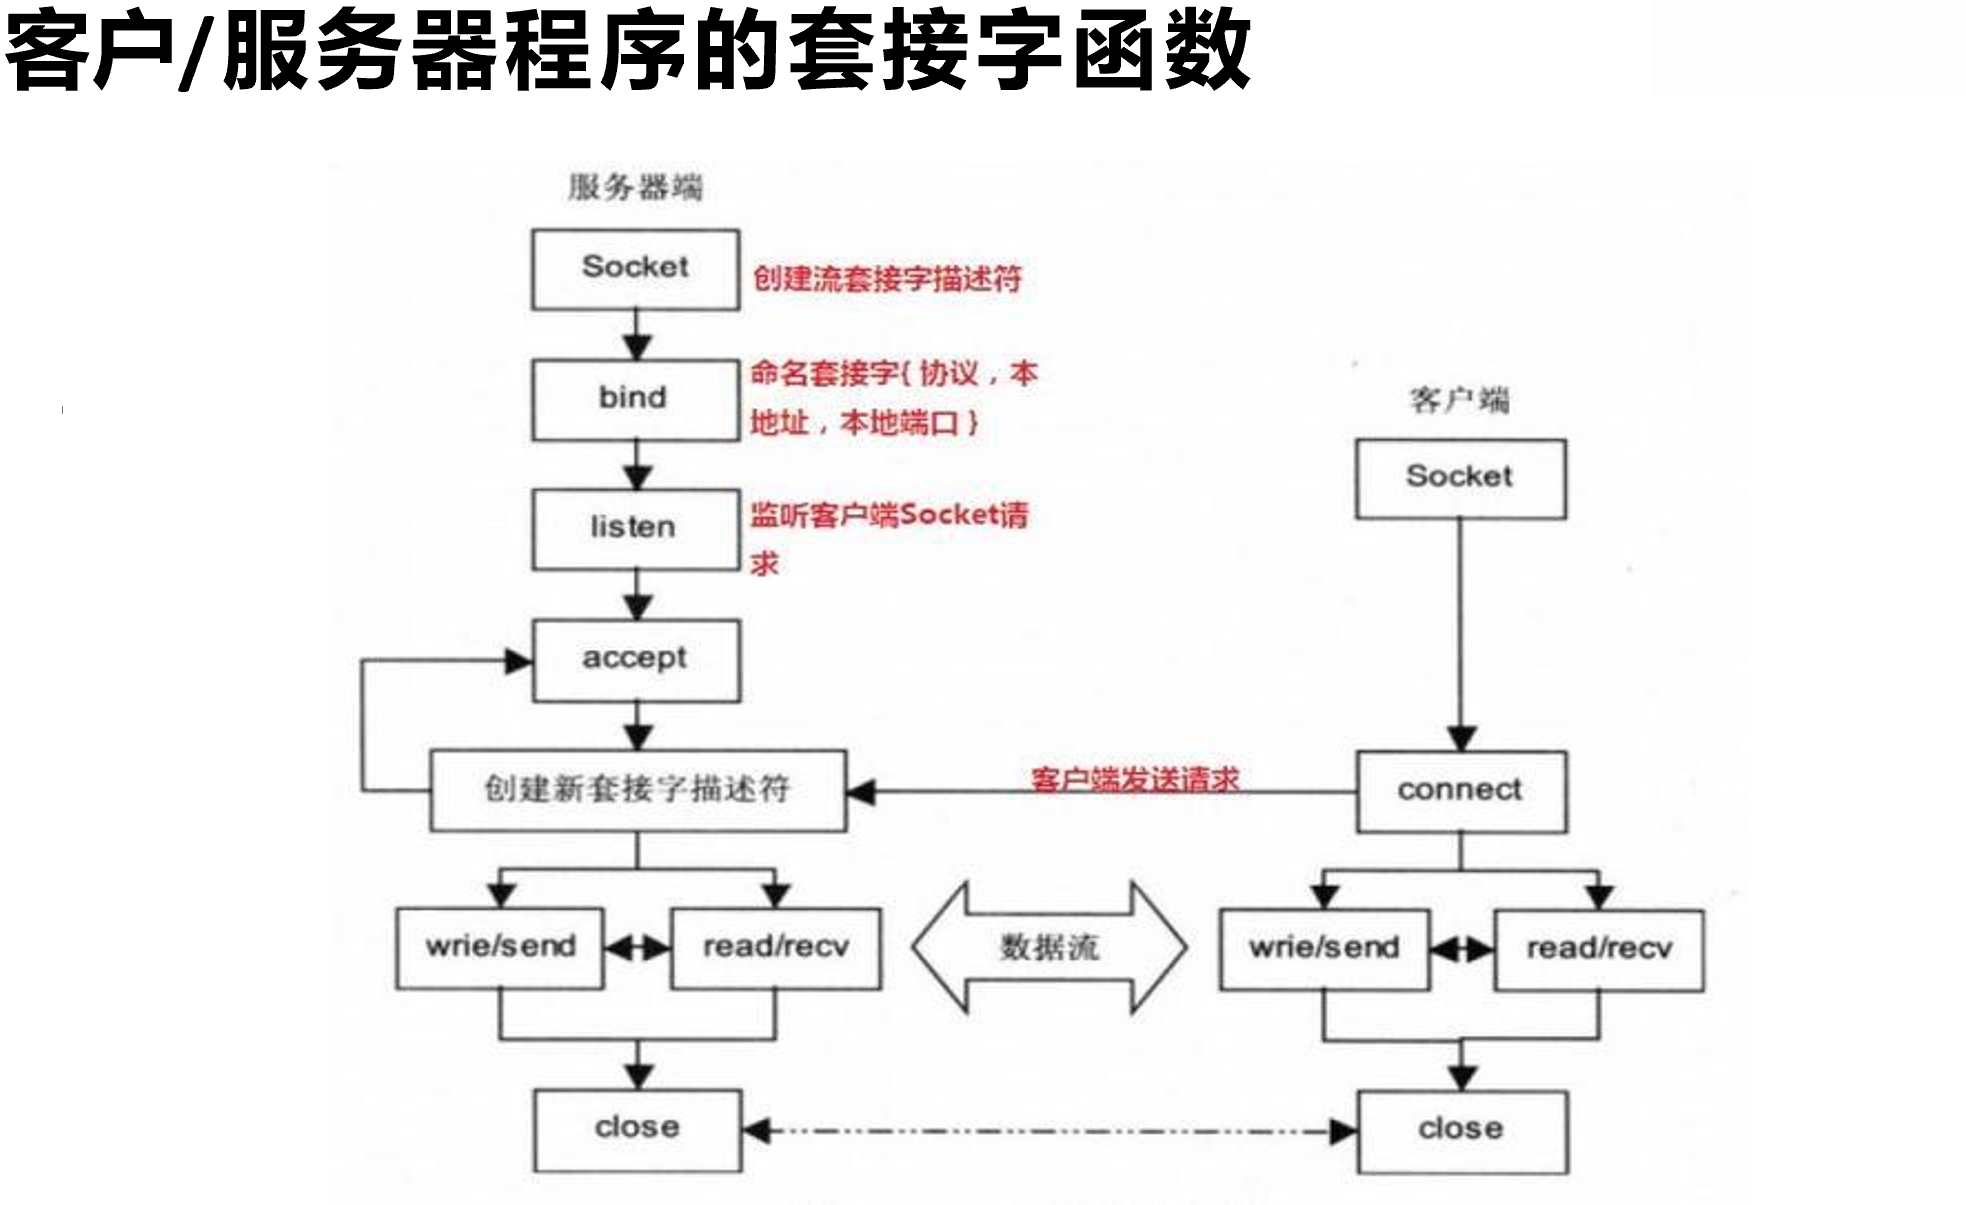 客户/服务器程序的套接字函数
服务器端
Socket
创建流套接字描述符
bind
命名套接字{ 协议，本
地址，本地端口 }
listen
监听客户端Socket请
求
accept
创建新套接字描述符
客户端发送请求
客户端
Socket
connect
wrie/send
read/recv
数据流
wrie/send
read/recv
close
close